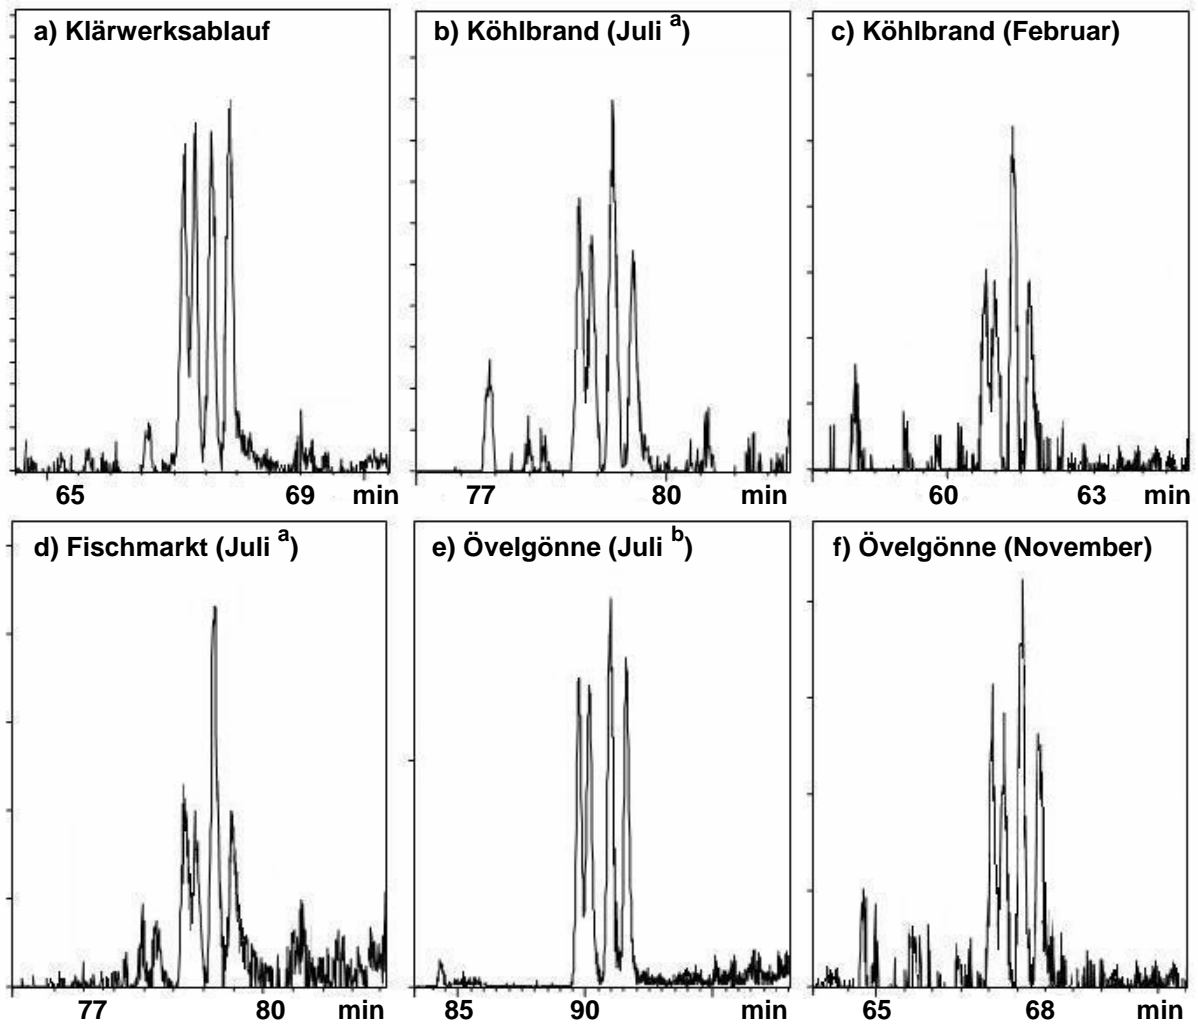 a) Klärwerksablauf
65 69 min
b) Köhlbrand (Juli a)
77 80 min
c) Köhlbrand (Februar)
60 63 min
d) Fischmarkt (Juli a)
77 80 min
e) Övelgönne (Juli b)
85 90 min
f) Övelgönne (November)
65 68 min